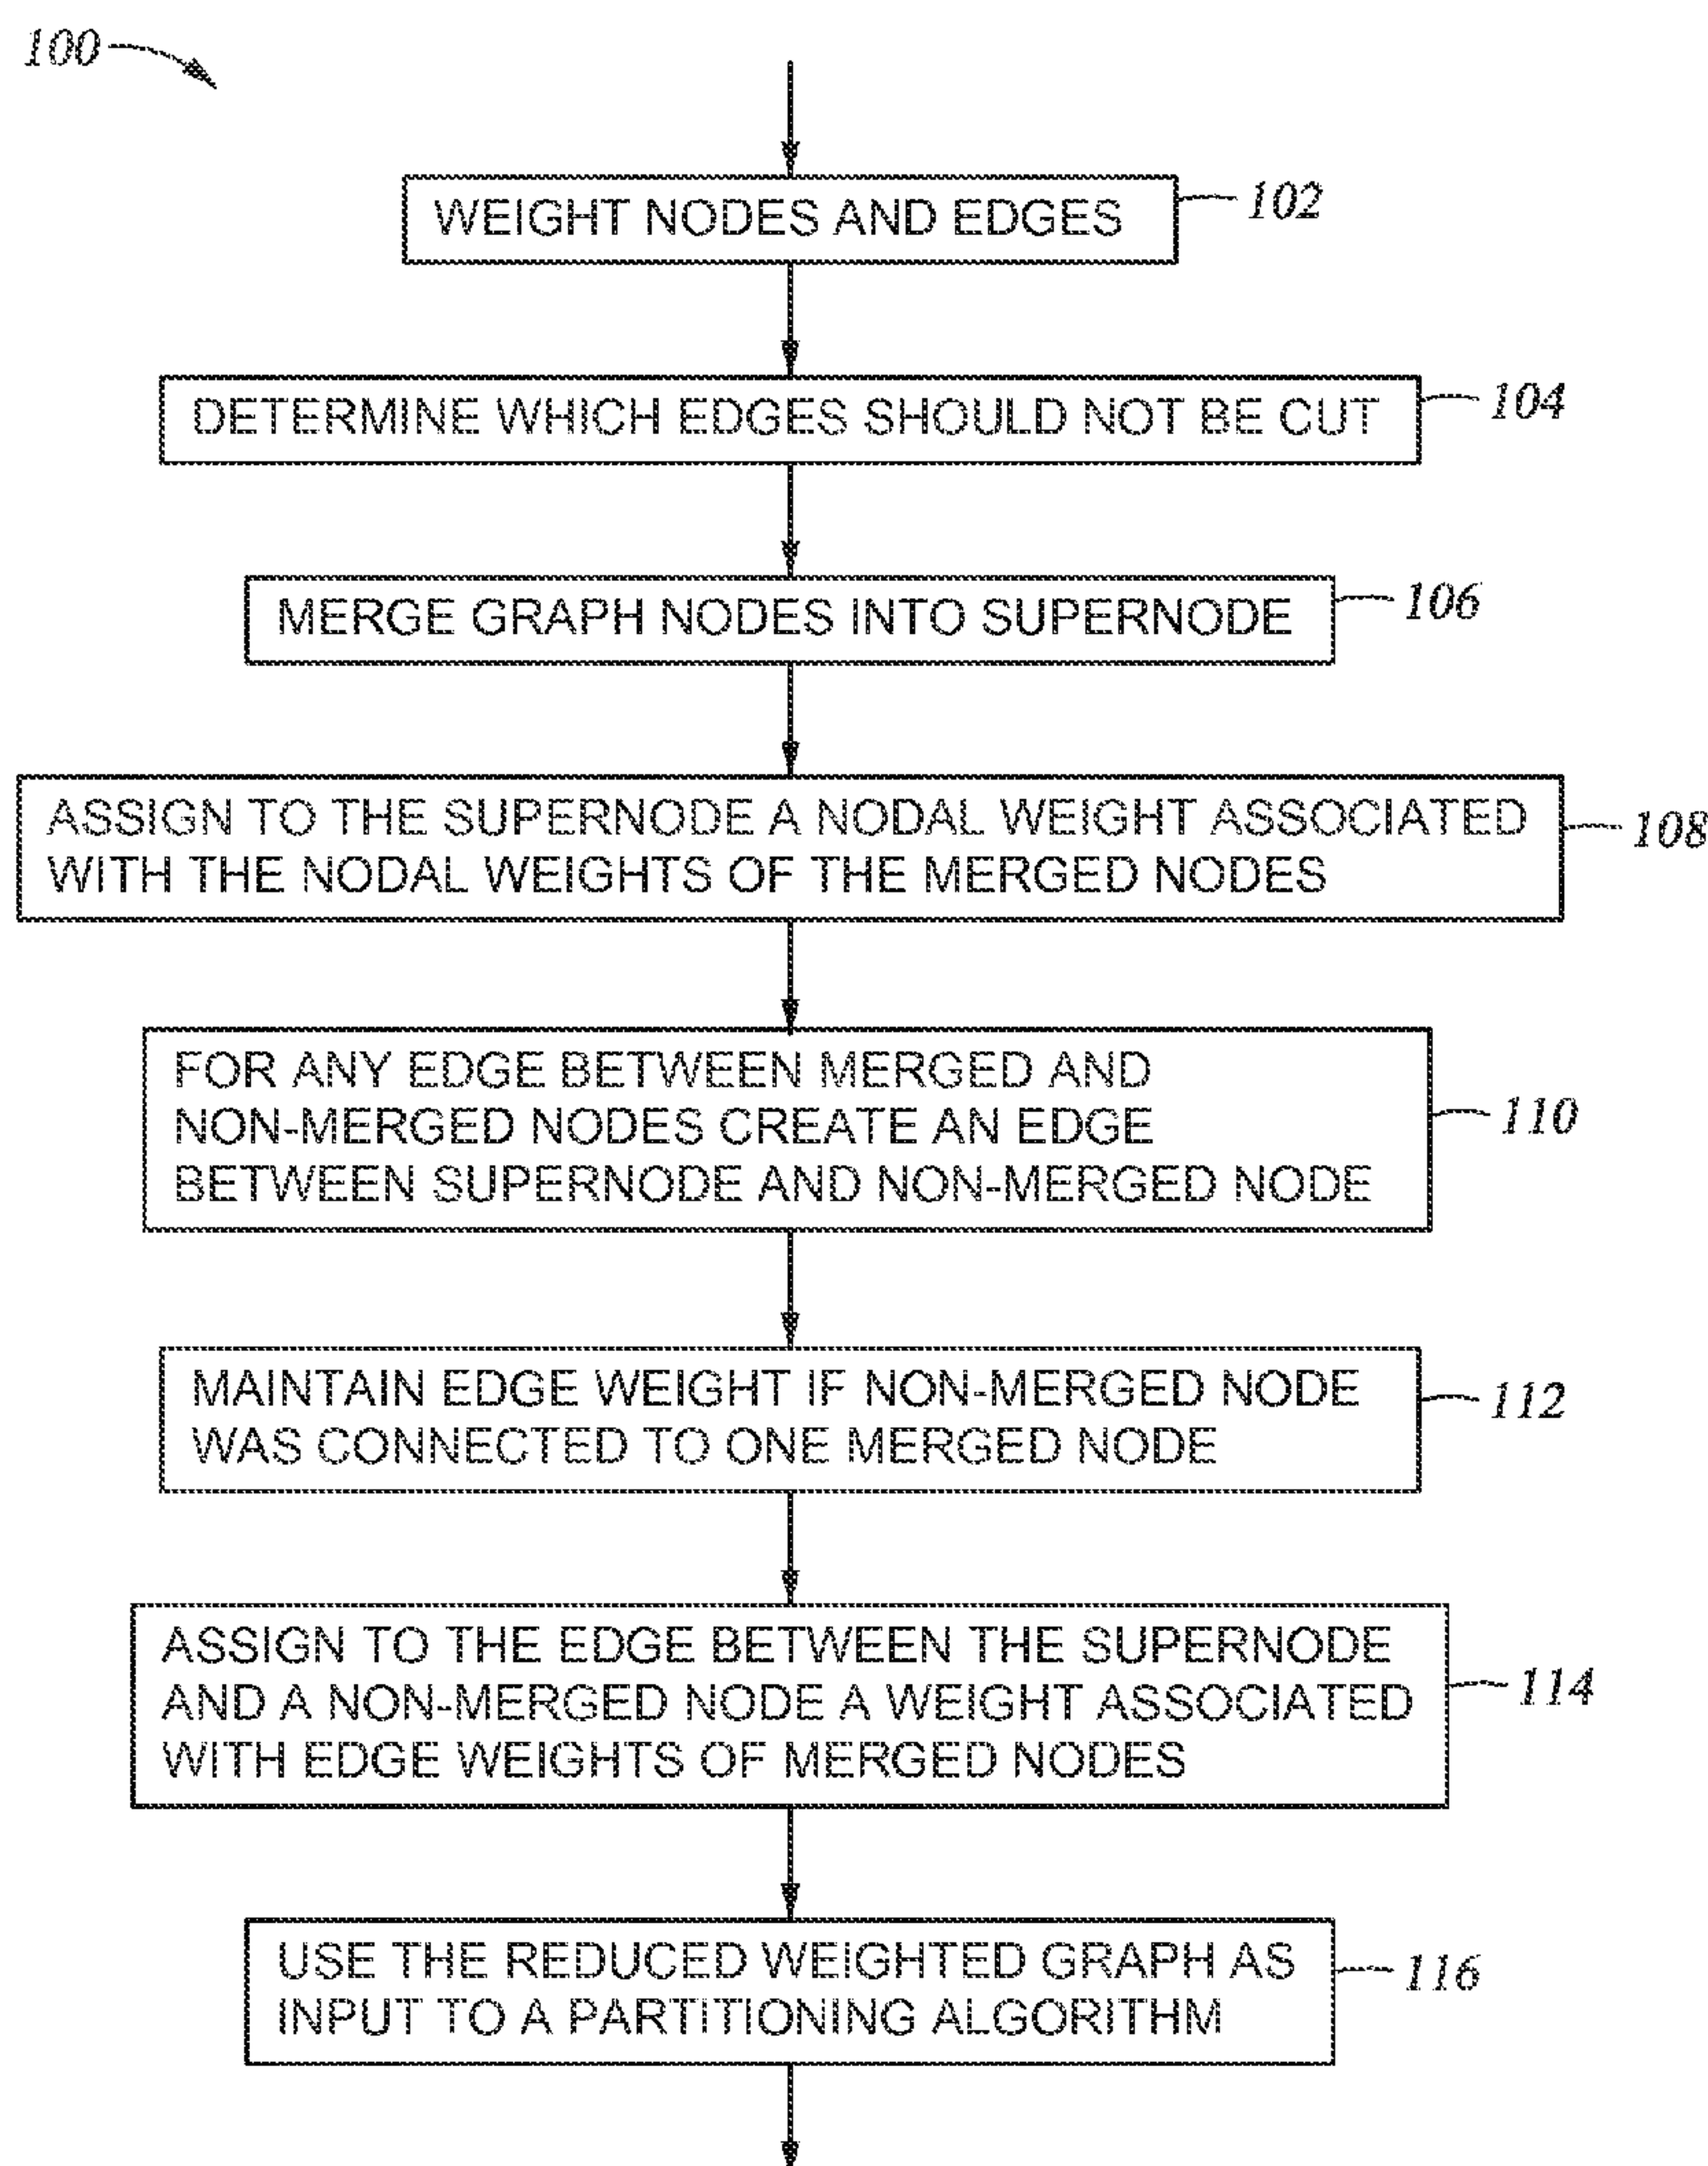 100
WEIGHT NODES AND EDGES
102
DETERMINE WHICH EDGES SHOULD NOT BE CUT
104
MERGE GRAPH NODES INTO SUPERNODE
106
ASSIGN TO THE SUPERNODE A NODAL WEIGHT ASSOCIATED
WITH THE NODAL WEIGHTS OF THE MERGED NODES
108
FOR ANY EDGE BETWEEN MERGED AND
NON-MERGED NODES CREATE AN EDGE
BETWEEN SUPERNODE AND NON-MERGED NODE
110
MAINTAIN EDGE WEIGHT IF NON-MERGED NODE
WAS CONNECTED TO ONE MERGED NODE
112
ASSIGN TO THE EDGE BETWEEN THE SUPERNODE
AND A NON-MERGED NODE A WEIGHT ASSOCIATED
WITH EDGE WEIGHTS OF MERGED NODES
114
USE THE REDUCED WEIGHTED GRAPH AS
INPUT TO A PARTITIONING ALGORITHM
116